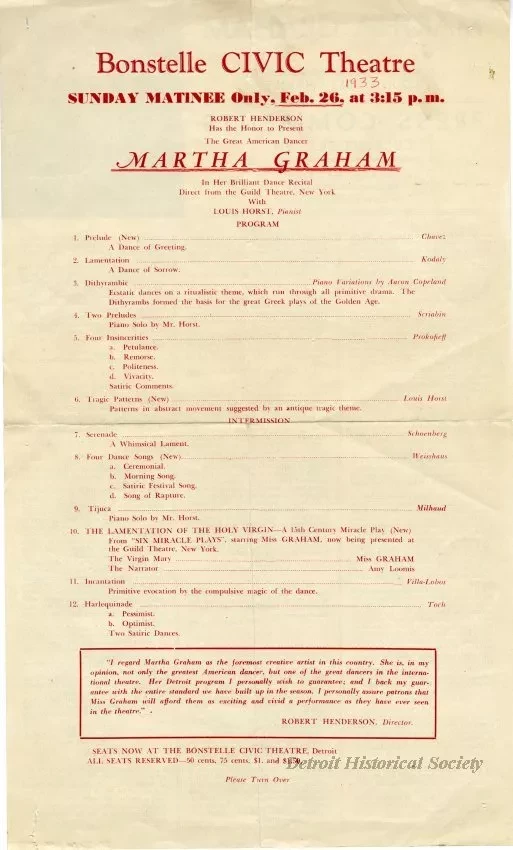 Bonstelle CIVIC Theatre
1933
SUNDAY MATINEE Only, Feb. 26, at 3:15 p. m.
ROBERT HENDERSON
Has the Honor to Present
The Great American Dancer
MARTHA GRAHAM
In Her Brilliant Dance Recital
Direct from the Guild Theatre, New York
With
LOUIS HORST, Pianist
PROGRAM
1. Prelude (New) Chavez
A Dance of Greeting.
2. Lamentation Kodaly
A Dance of Sorrow.
3. Dithyrambic Piano Variations by Aaron Copeland
Ecstatic dances on a ritualistic theme, which run through all primitive drama. The
Dithyrambs formed the basis for the great Greek plays of the Golden Age.
4. Two Preludes Scriabin
Piano Solo by Mr. Horst.
5. Four Insincerities Prokofieff
a. Petulance.
b. Remorse.
c. Politeness.
d. Vivacity.
Satiric Comments.
6. Tragic Patterns (New) Louis Horst
Patterns in abstract movement suggested by an antique tragic theme.
INTERMISSION
7. Serenade Schoenberg
A Whimsical Lament.
8. Four Dance Songs (New) Weisshaus
a. Ceremonial.
b. Morning Song.
c. Satiric Festival Song.
d. Song of Rapture.
9. Tijuca Milhaud
Piano Solo by Mr. Horst.
10. THE LAMENTATION OF THE HOLY VIRGIN—A 15th Century Miracle Play (New)
From "SIX MIRACLE PLAYS", starring Miss GRAHAM, now being presented at
the Guild Theatre, New York.
The Virgin Mary Miss GRAHAM
The Narrator Amy Loomis
11. Incantation Villa-Lobos
Primitive evocation by the compulsive magic of the dance.
12. Harlequinade Toch
a. Pessimist.
b. Optimist.
Two Satiric Dances.
"I regard Martha Graham as the foremost creative artist in this country. She is, in my
opinion, not only the greatest American dancer, but one of the great dancers in the interna-
tional theatre. Her Detroit program I personally wish to guarantee; and I back my guar-
antee with the entire standard we have built up in the season. I personally assure patrons that
Miss Graham will afford them as exciting and vivid a performance as they have ever seen
in the theatre."
ROBERT HENDERSON, Director.
SEATS NOW AT THE BONSTELLE CIVIC THEATRE, Detroit
ALL SEATS RESERVED—50 cents, 75 cents, $1, and
Detroit Historical Society
Please Turn Over